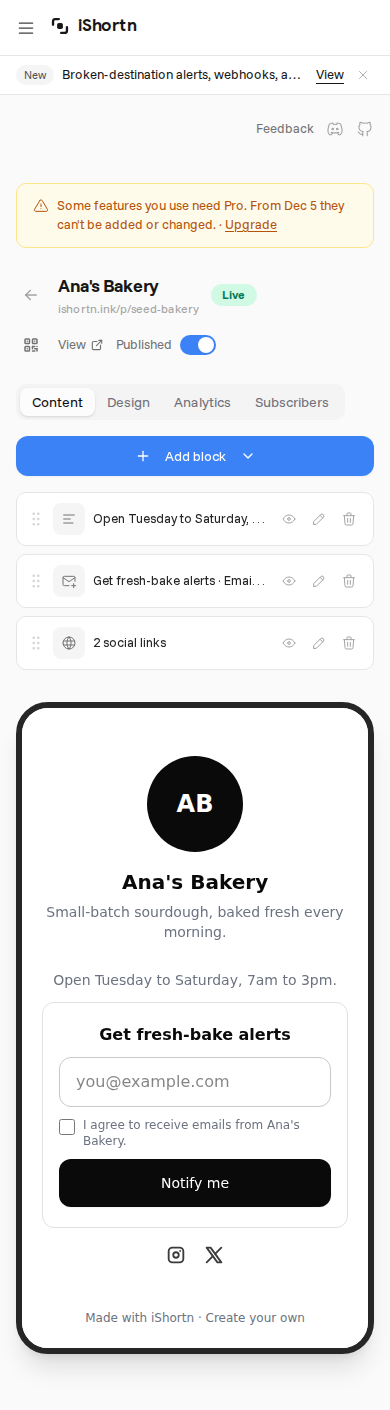 iShortn
New Broken-destination alerts, webhooks, a... View
Feedback
Some features you use need Pro. From Dec 5 they
can't be added or changed. · Upgrade
Ana's Bakery
Live
ishortn.ink/p/seed-bakery
View Published
Content Design Analytics Subscribers
Add block
Open Tuesday to Saturday, ...
Get fresh-bake alerts · Emai...
2 social links
AB
Ana's Bakery
Small-batch sourdough, baked fresh every
morning.
Open Tuesday to Saturday, 7am to 3pm.
Get fresh-bake alerts
you@example.com
I agree to receive emails from Ana's
Bakery.
Notify me
Made with iShortn · Create your own